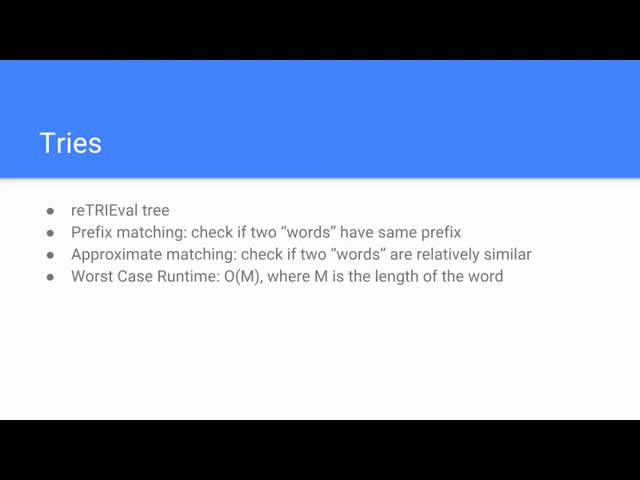 Tries
● reTRIEval tree
● Prefix matching: check if two “words” have same prefix
● Approximate matching: check if two “words” are relatively similar
● Worst Case Runtime: O(M), where M is the length of the word